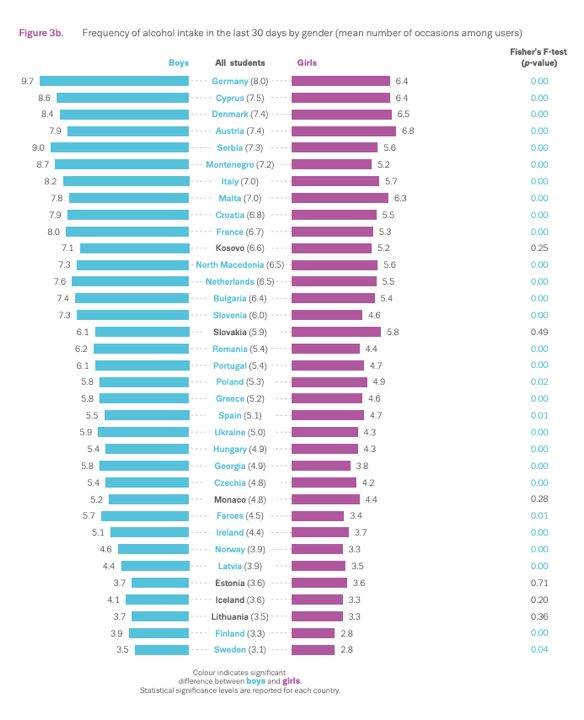 Figure 3b. Frequency of alcohol intake in the last 30 days by gender (mean number of occasions among users)
Fisher's F-test
Boys All students Girls (p-value)
9.7 Germany (8.0) 6.4 0.00
8.6 Cyprus (7.5) 6.4 0.00
8.4 Denmark (7.4) 6.5 0.00
7.9 Austria (7.4) 6.8 0.00
9.0 Serbia (7.3) 5.6 0.00
8.7 Montenegro (7.2) 5.2 0.00
8.2 Italy (7.0) 5.7 0.00
7.8 Malta (7.0) 6.3 0.00
7.9 Croatia (6.8) 5.5 0.00
8.0 France (6.7) 5.3 0.00
7.1 Kosovo (6.6) 5.2 0.25
7.3 North Macedonia (6.5) 5.6 0.00
7.6 Netherlands (6.5) 5.5 0.00
7.4 Bulgaria (6.4) 5.4 0.00
7.3 Slovenia (6.0) 4.6 0.00
6.1 Slovakia (5.9) 5.8 0.49
6.2 Romania (5.4) 4.4 0.00
6.1 Portugal (5.4) 4.7 0.00
5.8 Poland (5.3) 4.9 0.02
5.8 Greece (5.2) 4.6 0.00
5.5 Spain (5.1) 4.7 0.01
5.9 Ukraine (5.0) 4.3 0.00
5.4 Hungary (4.9) 4.3 0.00
5.8 Georgia (4.9) 3.8 0.00
5.4 Czechia (4.8) 4.2 0.00
5.2 Monaco (4.8) 4.4 0.28
5.7 Faroes (4.5) 3.4 0.01
5.1 Ireland (4.4) 3.7 0.00
4.6 Norway (3.9) 3.3 0.00
4.4 Latvia (3.9) 3.5 0.00
3.7 Estonia (3.6) 3.6 0.71
4.1 Iceland (3.6) 3.3 0.20
3.7 Lithuania (3.5) 3.3 0.36
3.9 Finland (3.3) 2.8 0.00
3.5 Sweden (3.1) 2.8 0.04
Colour indicates significant
difference between boys and girls.
Statistical significance levels are reported for each country.